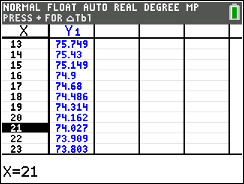 NORMAL FLOAT AUTO REAL DEGREE MP
PRESS + FOR △Tbl
X Y1
13 75.749
14 75.43
15 75.149
16 74.9
17 74.68
18 74.486
19 74.314
20 74.162
21 74.027
22 73.909
23 73.803
X=21